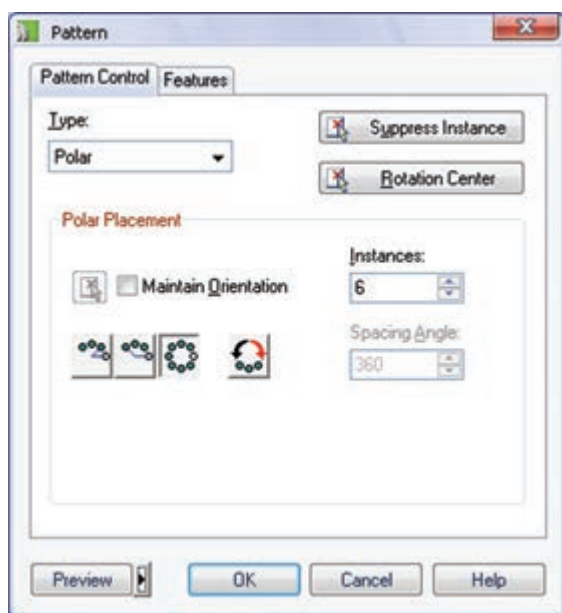 Pattern
Pattern Control Features
Type:
Polar
Suppress Instance
Rotation Center
Polar Placement
Maintain Orientation
Instances:
6
Spacing Angle:
360
Preview OK Cancel Help